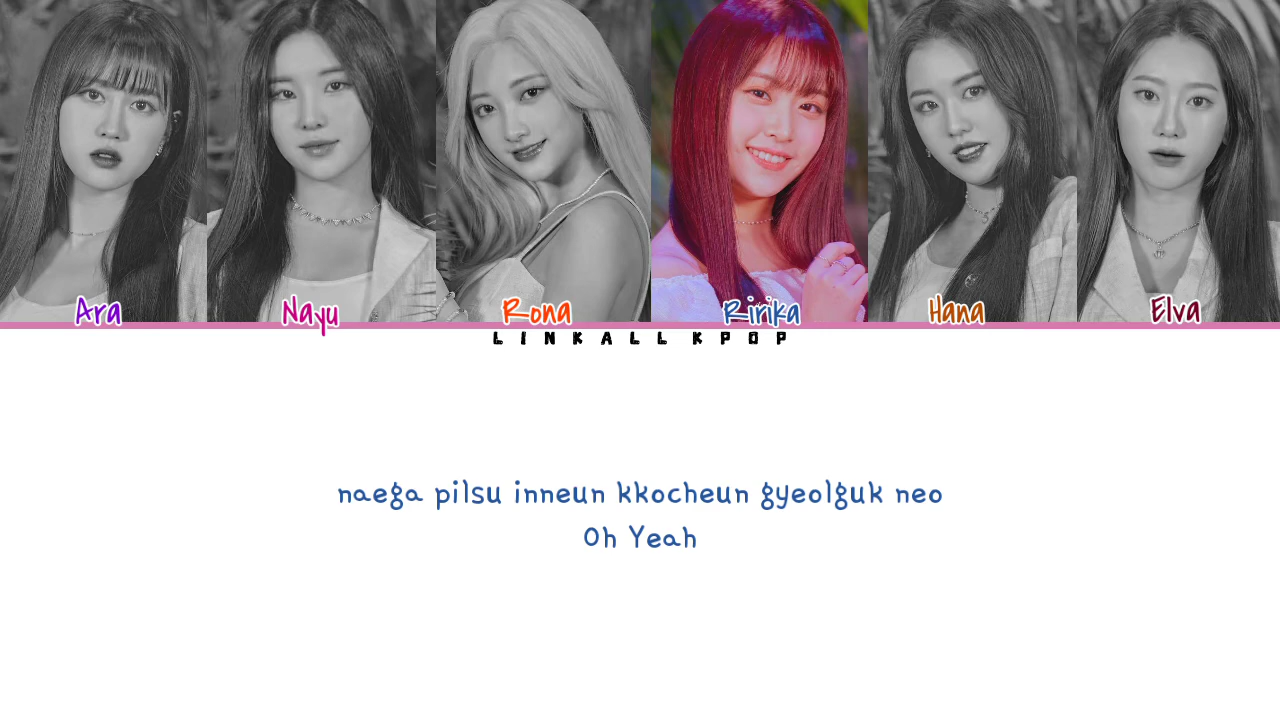 Ara Nayu Rona Ririka Hana Elva
LINKALL KPOP
naega pilsu inneun kkocheun gyeolguk neo
Oh Yeah